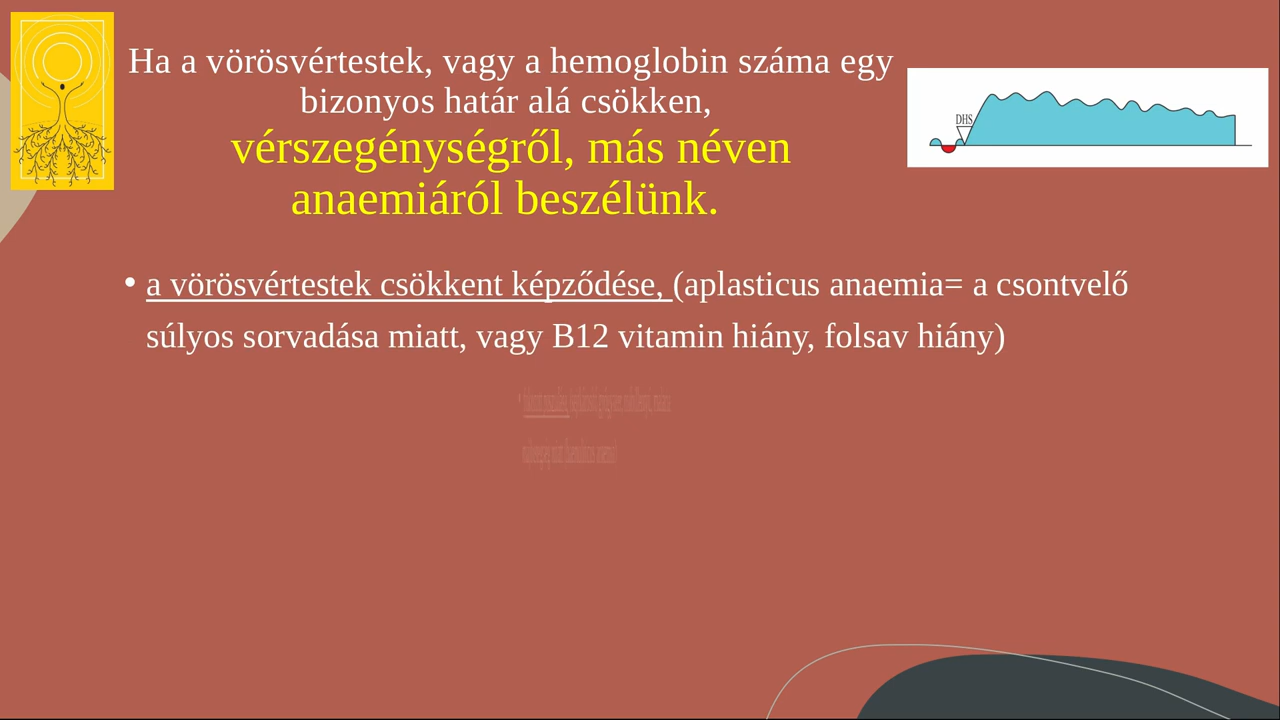 Ha a vörösvértestek, vagy a hemoglobin száma egy
bizonyos határ alá csökken,
vérszegénységről, más néven
anaemiáról beszélünk.
DHS
• a vörösvértestek csökkent képződése, (aplasticus anaemia= a csontvelő
súlyos sorvadása miatt, vagy B12 vitamin hiány, folsav hiány)